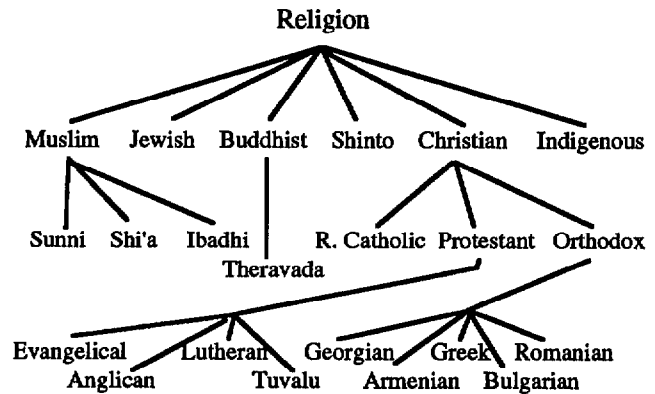 Religion
Muslim Jewish Buddhist Shinto Christian Indigenous
Sunni Shi'a Ibadhi R. Catholic Protestant Orthodox
Theravada
Evangelical Lutheran Georgian Greek Romanian
Anglican Tuvalu Armenian Bulgarian